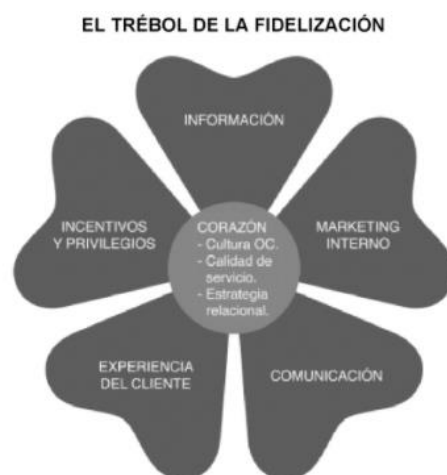 EL TRÉBOL DE LA FIDELIZACIÓN
INFORMACIÓN
INCENTIVOS
Y PRIVILEGIOS
CORAZÓN
- Cultura OC.
- Calidad de
servicio.
- Estrategia
relacional.
MARKETING
INTERNO
EXPERIENCIA
DEL CLIENTE
COMUNICACIÓN